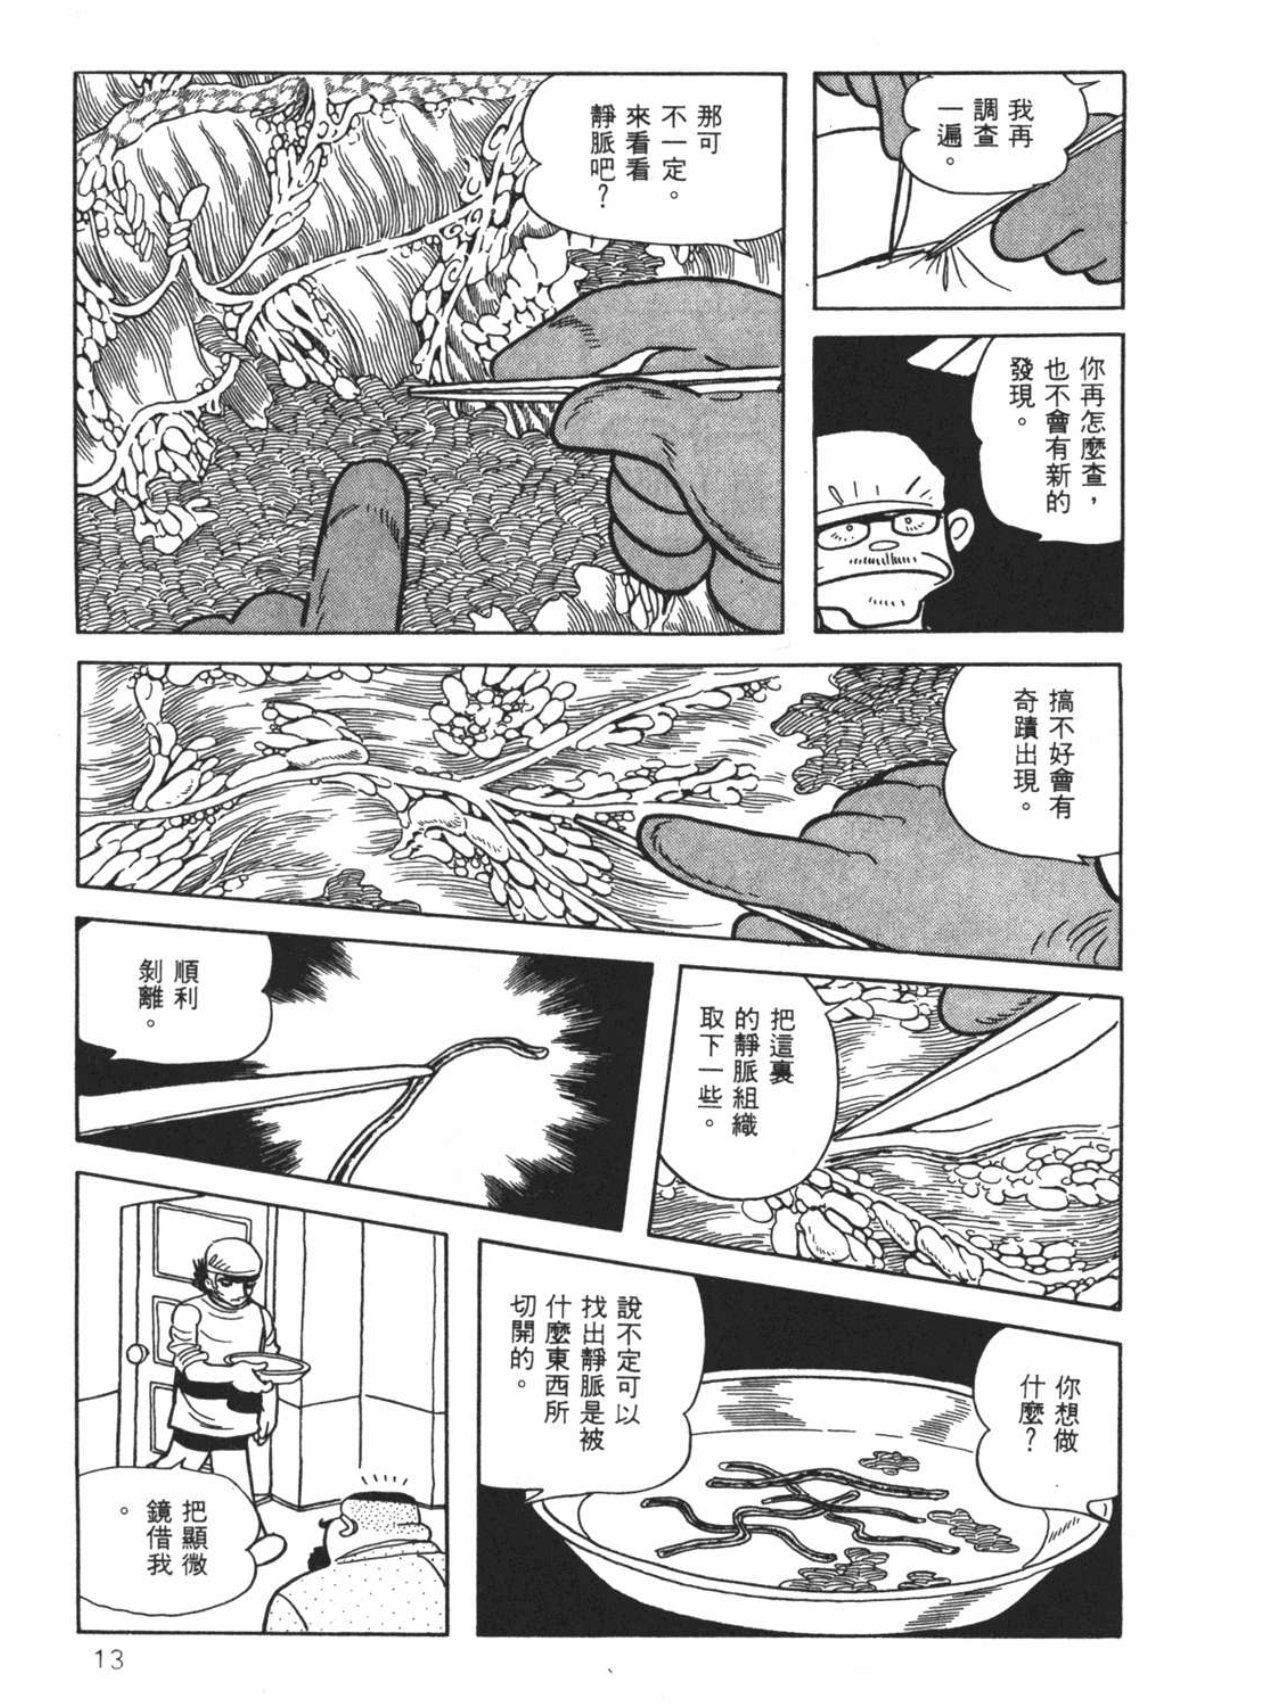 我再
調查
一遍。
你再怎麼查，
也不會有新的
發現。
那可
不一定。
來看看
靜脈吧？
搞不好會有
奇蹟出現。
把這裏
的靜脈組織
取下一些。
順利
剝離。
你想做
什麼？
說不定可以
找出靜脈是被
什麼東西所
切開的。
把顯微
鏡借我
。
13